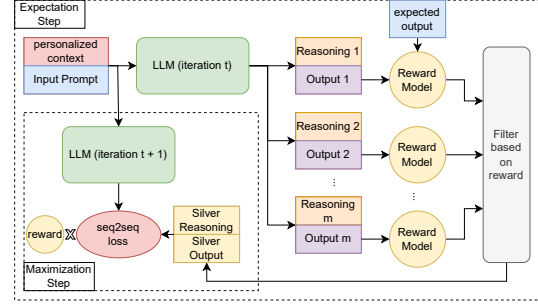 Expectation
Step
personalized
context
Input Prompt
LLM (iteration t)
Reasoning 1
Output 1
expected
output
Reward
Model
Reasoning 2
Output 2
Reward
Model
...
...
Reasoning
m
Output m
Reward
Model
Filter
based
on
reward
LLM (iteration t + 1)
reward
seq2seq
loss
Silver
Reasoning
Silver
Output
Maximization
Step